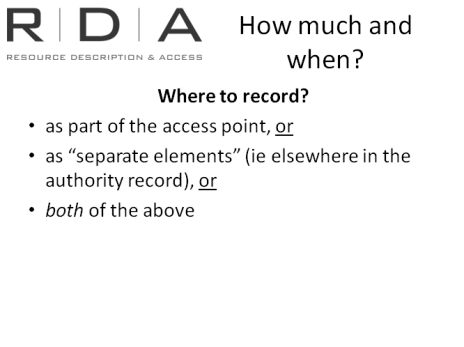 R | D | A
RESOURCE DESCRIPTION & ACCESS
How much and
when?
Where to record?
• as part of the access point, or
• as “separate elements” (ie elsewhere in the
authority record), or
• both of the above